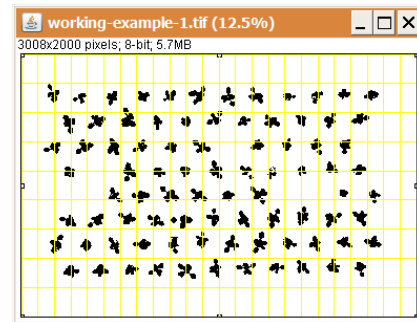 working-example-1.tif (12.5%)
3008x2000 pixels; 8-bit; 5.7MB